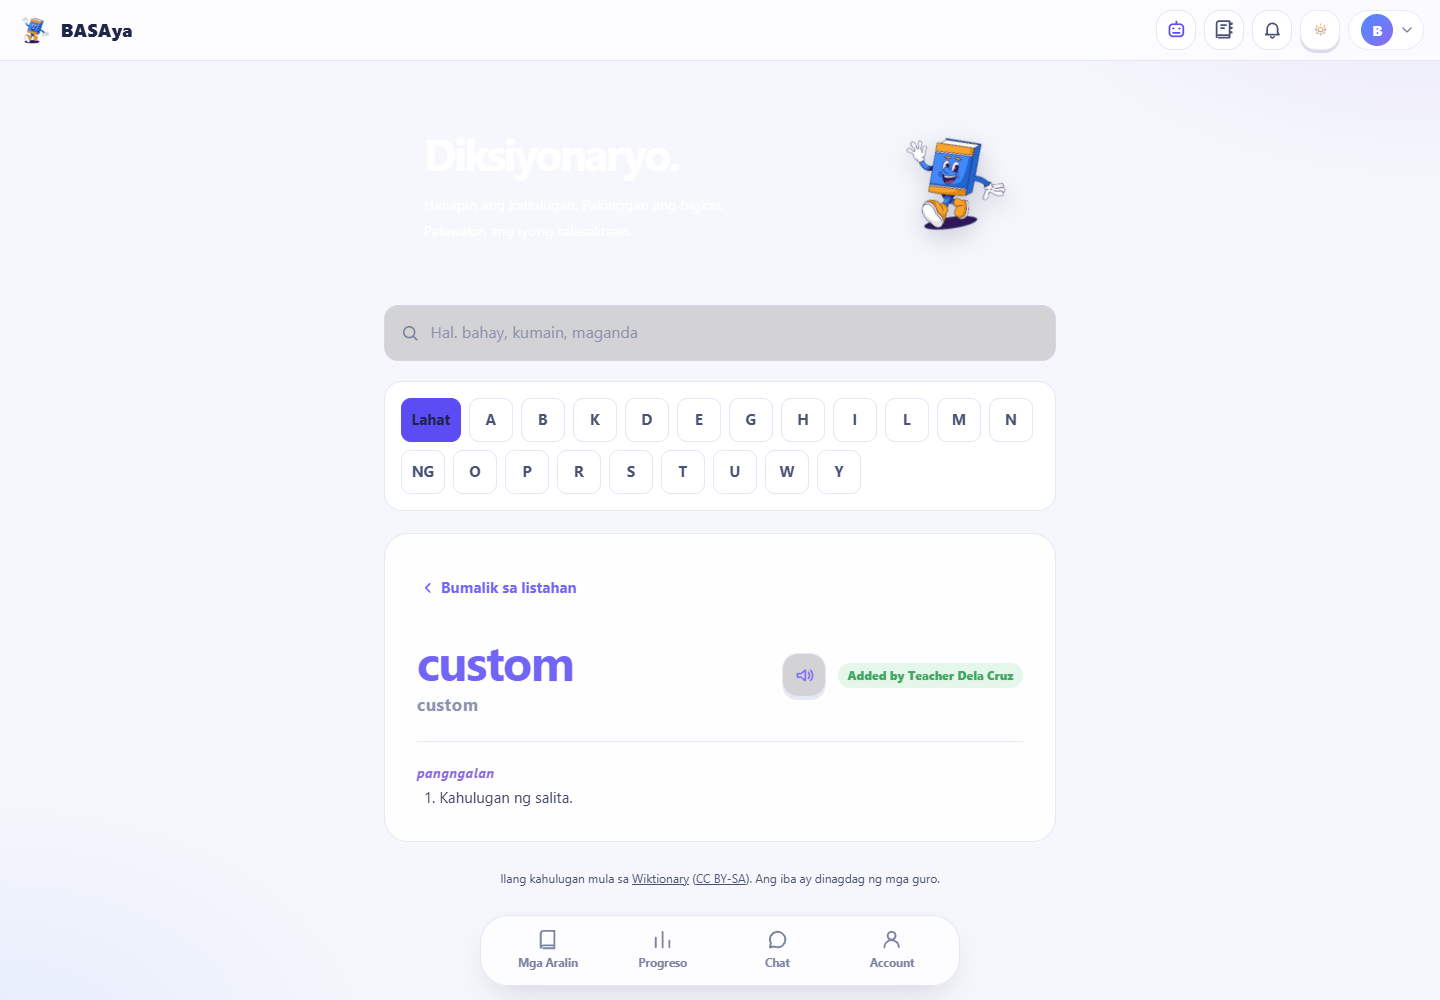 BASAya
B
Diksiyonaryo.
Hanapin ang kahulugan. Pakinggan ang bigkas.
Palawakin ang iyong talasalitaan.
Hal. bahay, kumain, maganda
Lahat A B K D E G H I L M N
NG O P R S T U W Y
Bumalik sa listahan
custom
Added by Teacher Dela Cruz
custom
pangngalan
1. Kahulugan ng salita.
Ilang kahulugan mula sa Wiktionary (CC BY-SA). Ang iba ay dinagdag ng mga guro.
Mga Aralin Progreso Chat Account